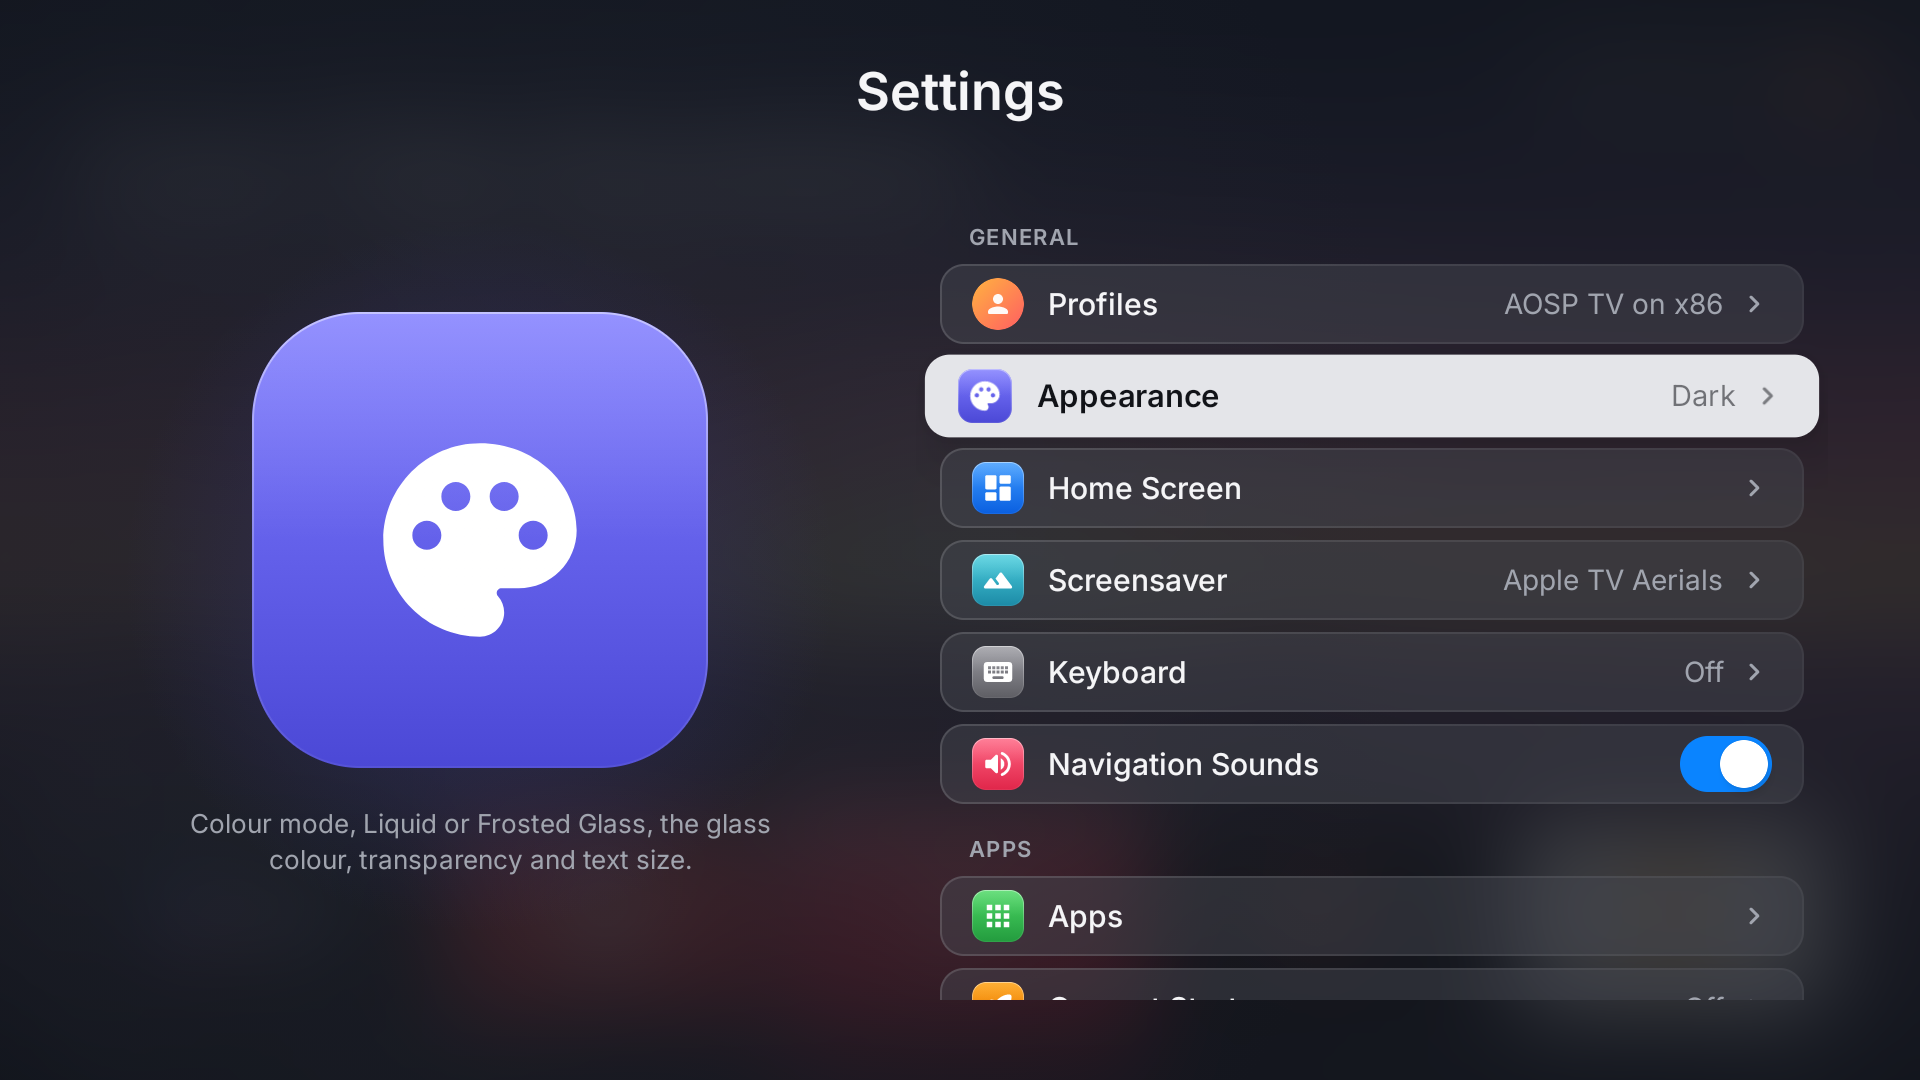 Settings
GENERAL
Profiles AOSP TV on x86
Appearance Dark
Home Screen
Screensaver Apple TV Aerials
Keyboard Off
Navigation Sounds
Colour mode, Liquid or Frosted Glass, the glass
colour, transparency and text size.
APPS
Apps